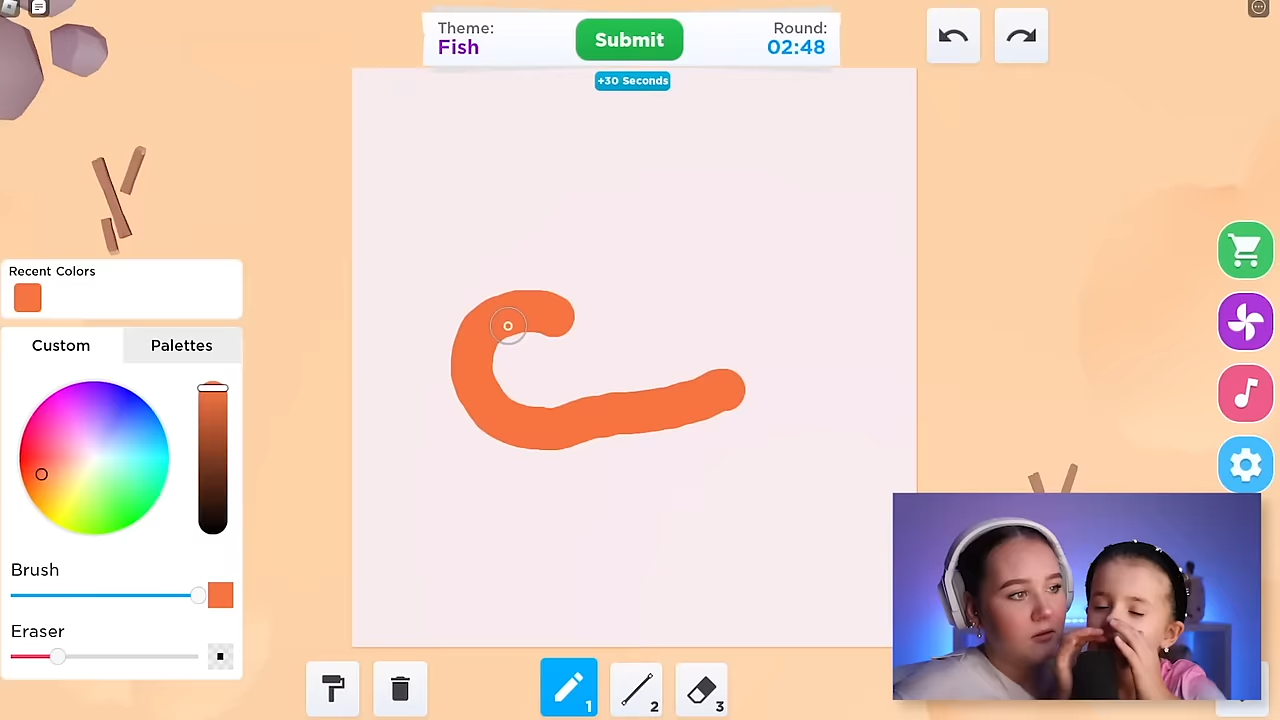 Theme:
Fish
Submit
Round:
02:48
+30 Seconds
Recent Colors
Custom
Palettes
Brush
Eraser
1
2
3